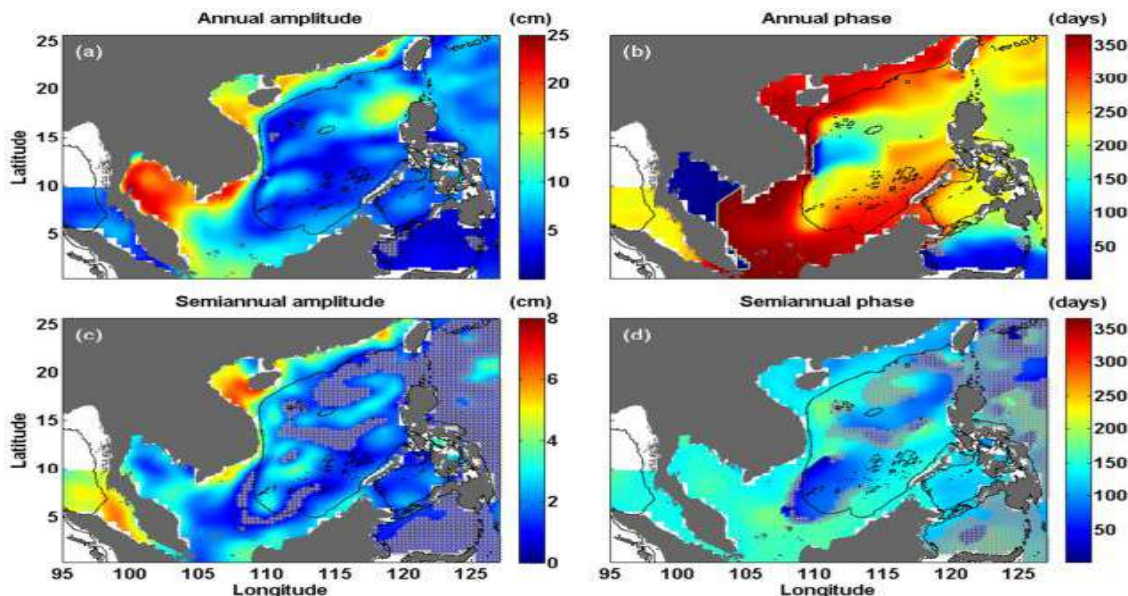 Annual amplitude (cm) Annual phase (days)
(a) (b)
25 25 350
20 20 300
15 15 250
200
10 10 150
5 5 100
50
Latitude
Semiannual amplitude (cm) Semiannual phase (days)
(c) (d)
25 8 350
20 6 300
15 250
4 200
10 150
5 2 100
0 50
Latitude
95 100 105 110 115 120 125 95 100 105 110 115 120 125
Longitude Longitude